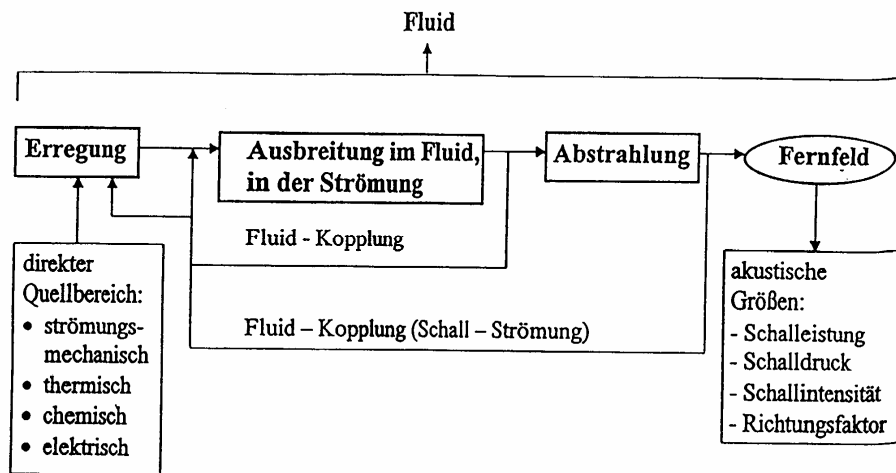 Fluid
Erregung
Ausbreitung im Fluid,
in der Strömung
Abstrahlung
Fernfeld
Fluid - Kopplung
Fluid – Kopplung (Schall – Strömung)
direkter
Quellbereich:
• strömungs-
mechanisch
• thermisch
• chemisch
• elektrisch
akustische
Größen:
- Schalleistung
- Schalldruck
- Schallintensität
- Richtungsfaktor